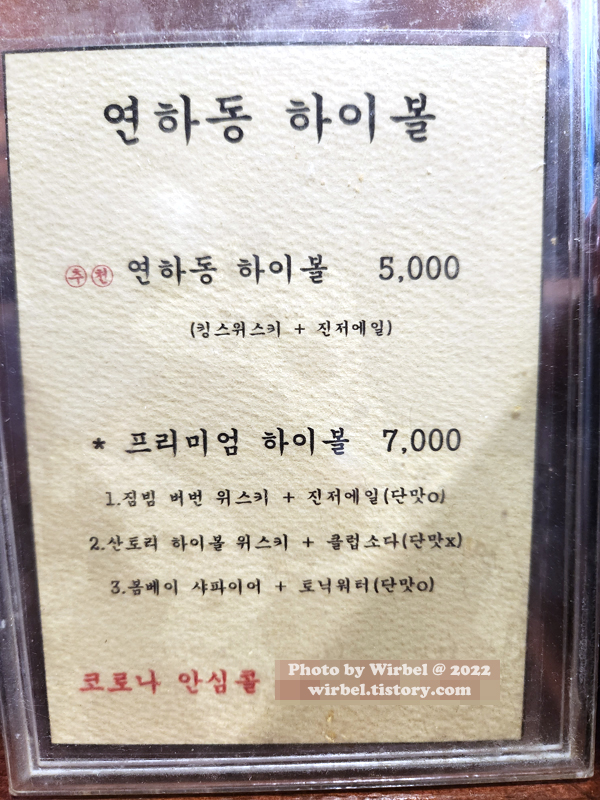 연하동 하이볼
추천 연하동 하이볼 5,000
(킹스위스키 + 진저에일)
* 프리미엄 하이볼 7,000
1.짐빔 버번 위스키 + 진저에일(단맛o)
2.산토리 하이볼 위스키 + 클럽소다(단맛x)
3.봄베이 샤파이어 + 토닉워터(단맛o)
코로나 안심콜
Photo by Wirbel @ 2022
wirbel.tistory.com